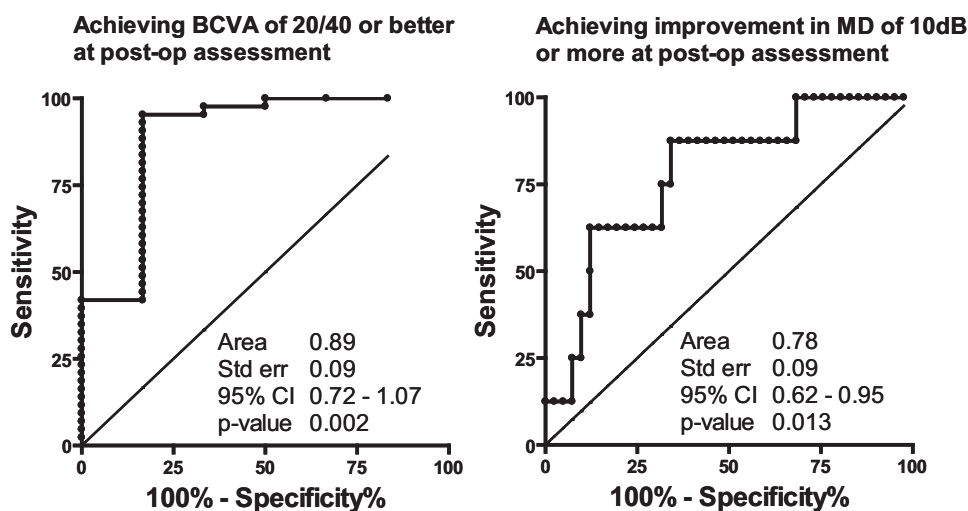 Achieving BCVA of 20/40 or better
at post-op assessment
100
75
50
25
0
Sensitivity
Area 0.89
Std err 0.09
95% CI 0.72 - 1.07
p-value 0.002
0 25 50 75 100
100% - Specificity%
Achieving improvement in MD of 10dB
or more at post-op assessment
100
75
50
25
0
Sensitivity
Area 0.78
Std err 0.09
95% CI 0.62 - 0.95
p-value 0.013
0 25 50 75 100
100% - Specificity%